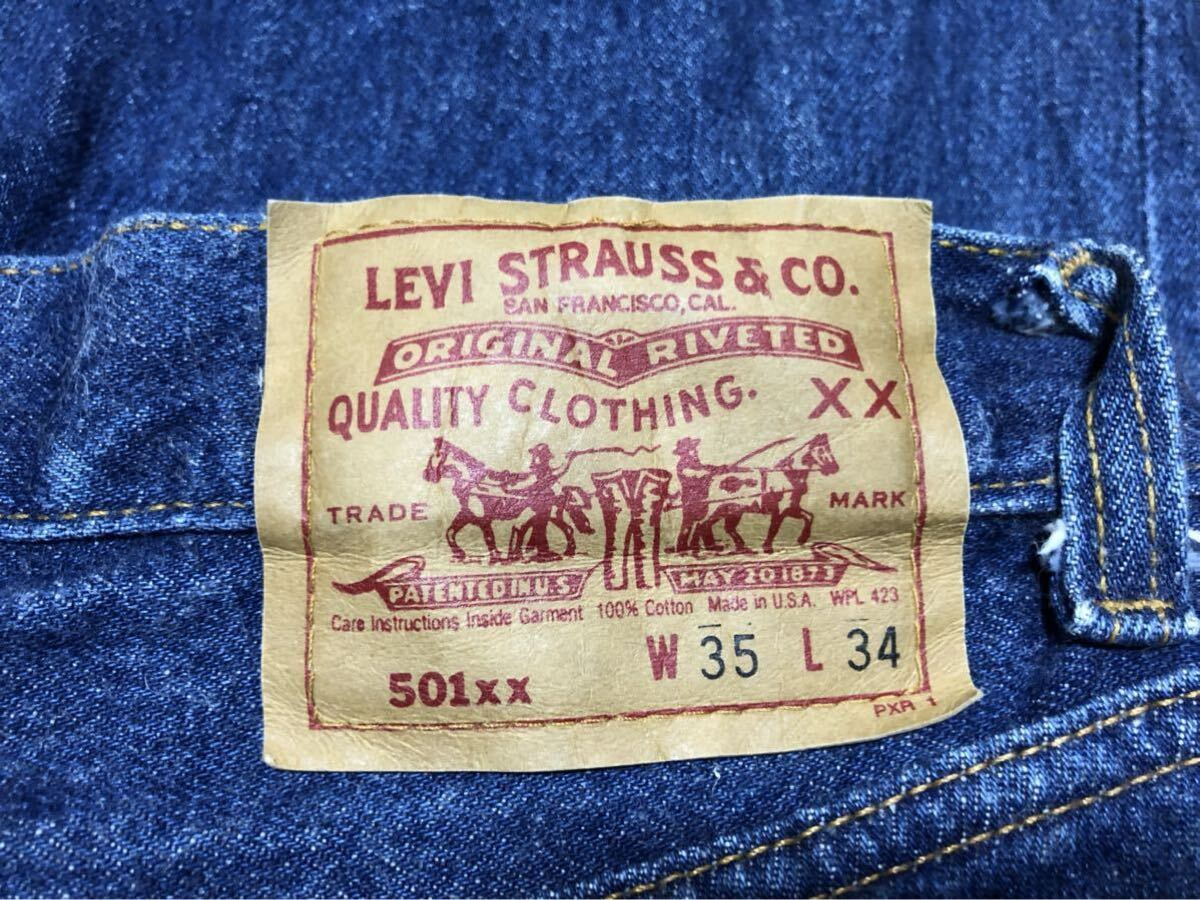 LEVI STRAUSS & CO.
SAN FRANCISCO, CAL.
ORIGINAL RIVETED
QUALITY CLOTHING. XX
TRADE MARK
PATENTED IN U.S. MAY 20 1873
Care Instructions Inside Garment 100% Cotton Made in U.S.A. WPL 423
501xx W 35 L 34
PXR 1